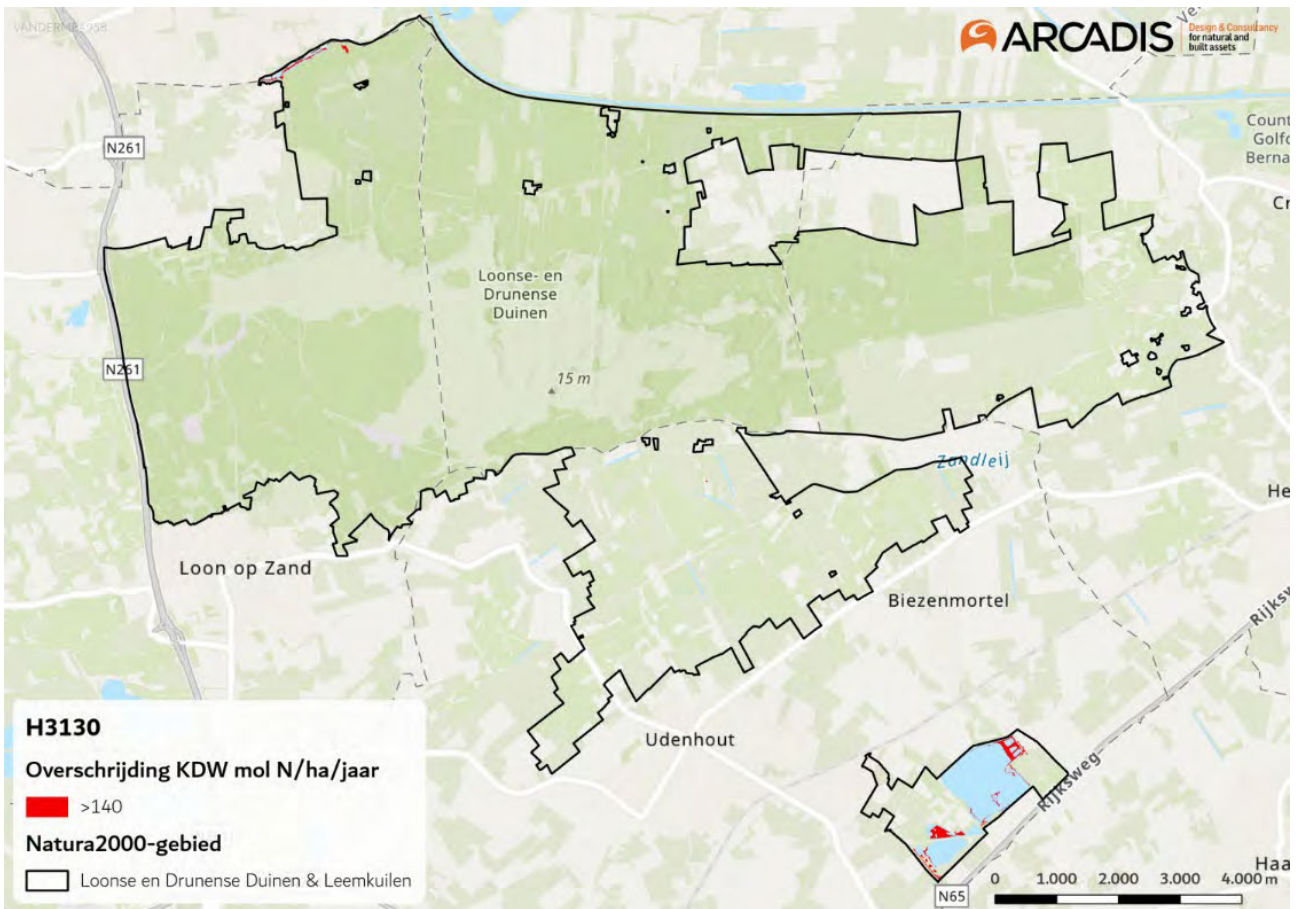 VANDERME4958
ARCADIS
Design & Consultancy
for natural and
built assets
N261
Loonse- en
Drunense
Duinen
15 m
N261
Zandleij
Loon op Zand
Biezenmortel
Udenhout
Rijksweg
N65
H3130
Overschrijding KDW mol N/ha/jaar
>140
Natura2000-gebied
Loonse en Drunense Duinen & Leemkuilen
0 1.000 2.000 3.000 4.000 m